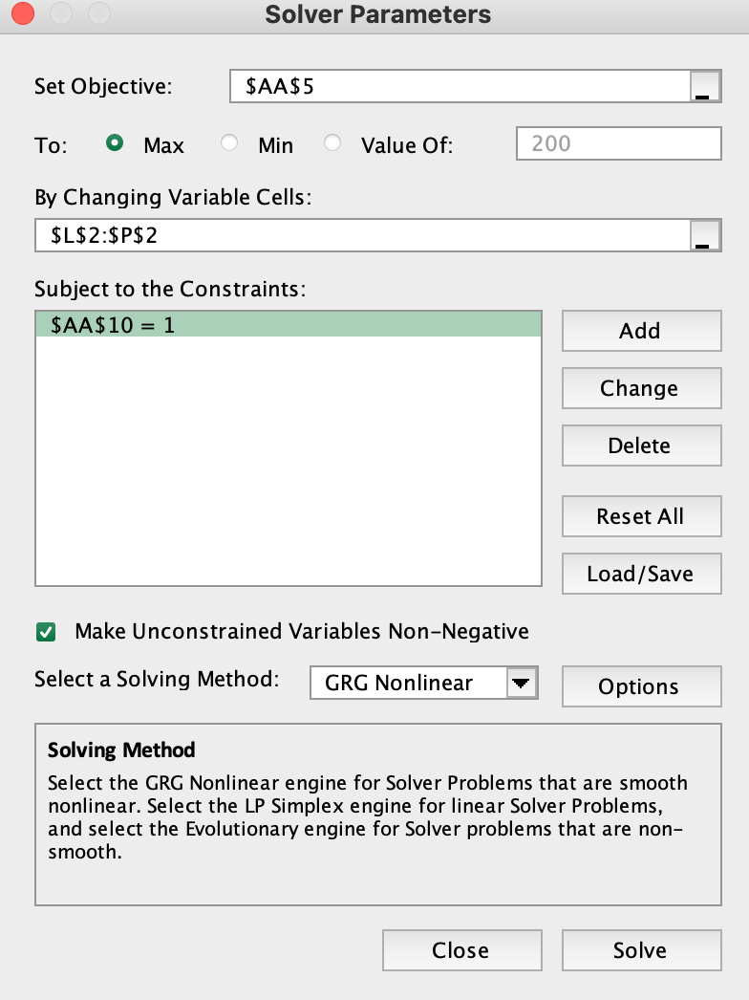 Solver Parameters
Set Objective:
$AA$5
To:
Max
Min
Value Of:
200
By Changing Variable Cells:
$L$2:$P$2
Subject to the Constraints:
$AA$10 = 1
Add
Change
Delete
Reset All
Load/Save
Make Unconstrained Variables Non-Negative
Select a Solving Method:
GRG Nonlinear
Options
Solving Method
Select the GRG Nonlinear engine for Solver Problems that are smooth
nonlinear. Select the LP Simplex engine for linear Solver Problems,
and select the Evolutionary engine for Solver problems that are non-
smooth.
Close
Solve